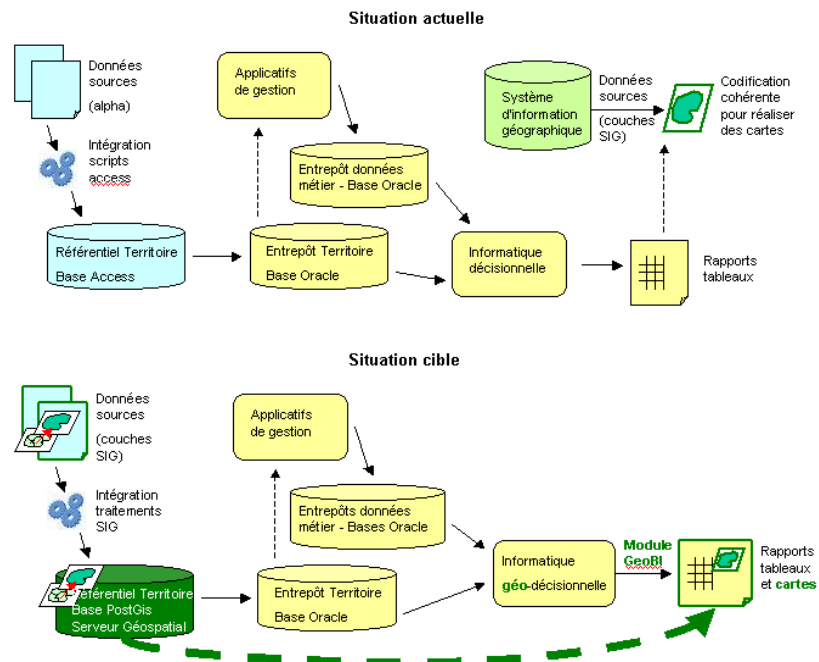 Situation actuelle
Données
sources
(alpha)
Applicatifs
de gestion
Système
d'information
géographique
Données
sources
(couches
SIG)
Codification
cohérente
pour réaliser
des cartes
Intégration
scripts
access
Entrepôt données
métier - Base Oracle
Référentiel Territoire
Base Access
Entrepôt Territoire
Base Oracle
Informatique
décisionnelle
Rapports
tableaux
Situation cible
Données
sources
(couches
SIG)
Applicatifs
de gestion
Intégration
traitements
SIG
Entrepôts données
métier - Bases Oracle
Référentiel Territoire
Base PostGis
Serveur Géospatial
Entrepôt Territoire
Base Oracle
Informatique
géo-décisionnelle
Module
GeoBI
Rapports
tableaux
et cartes